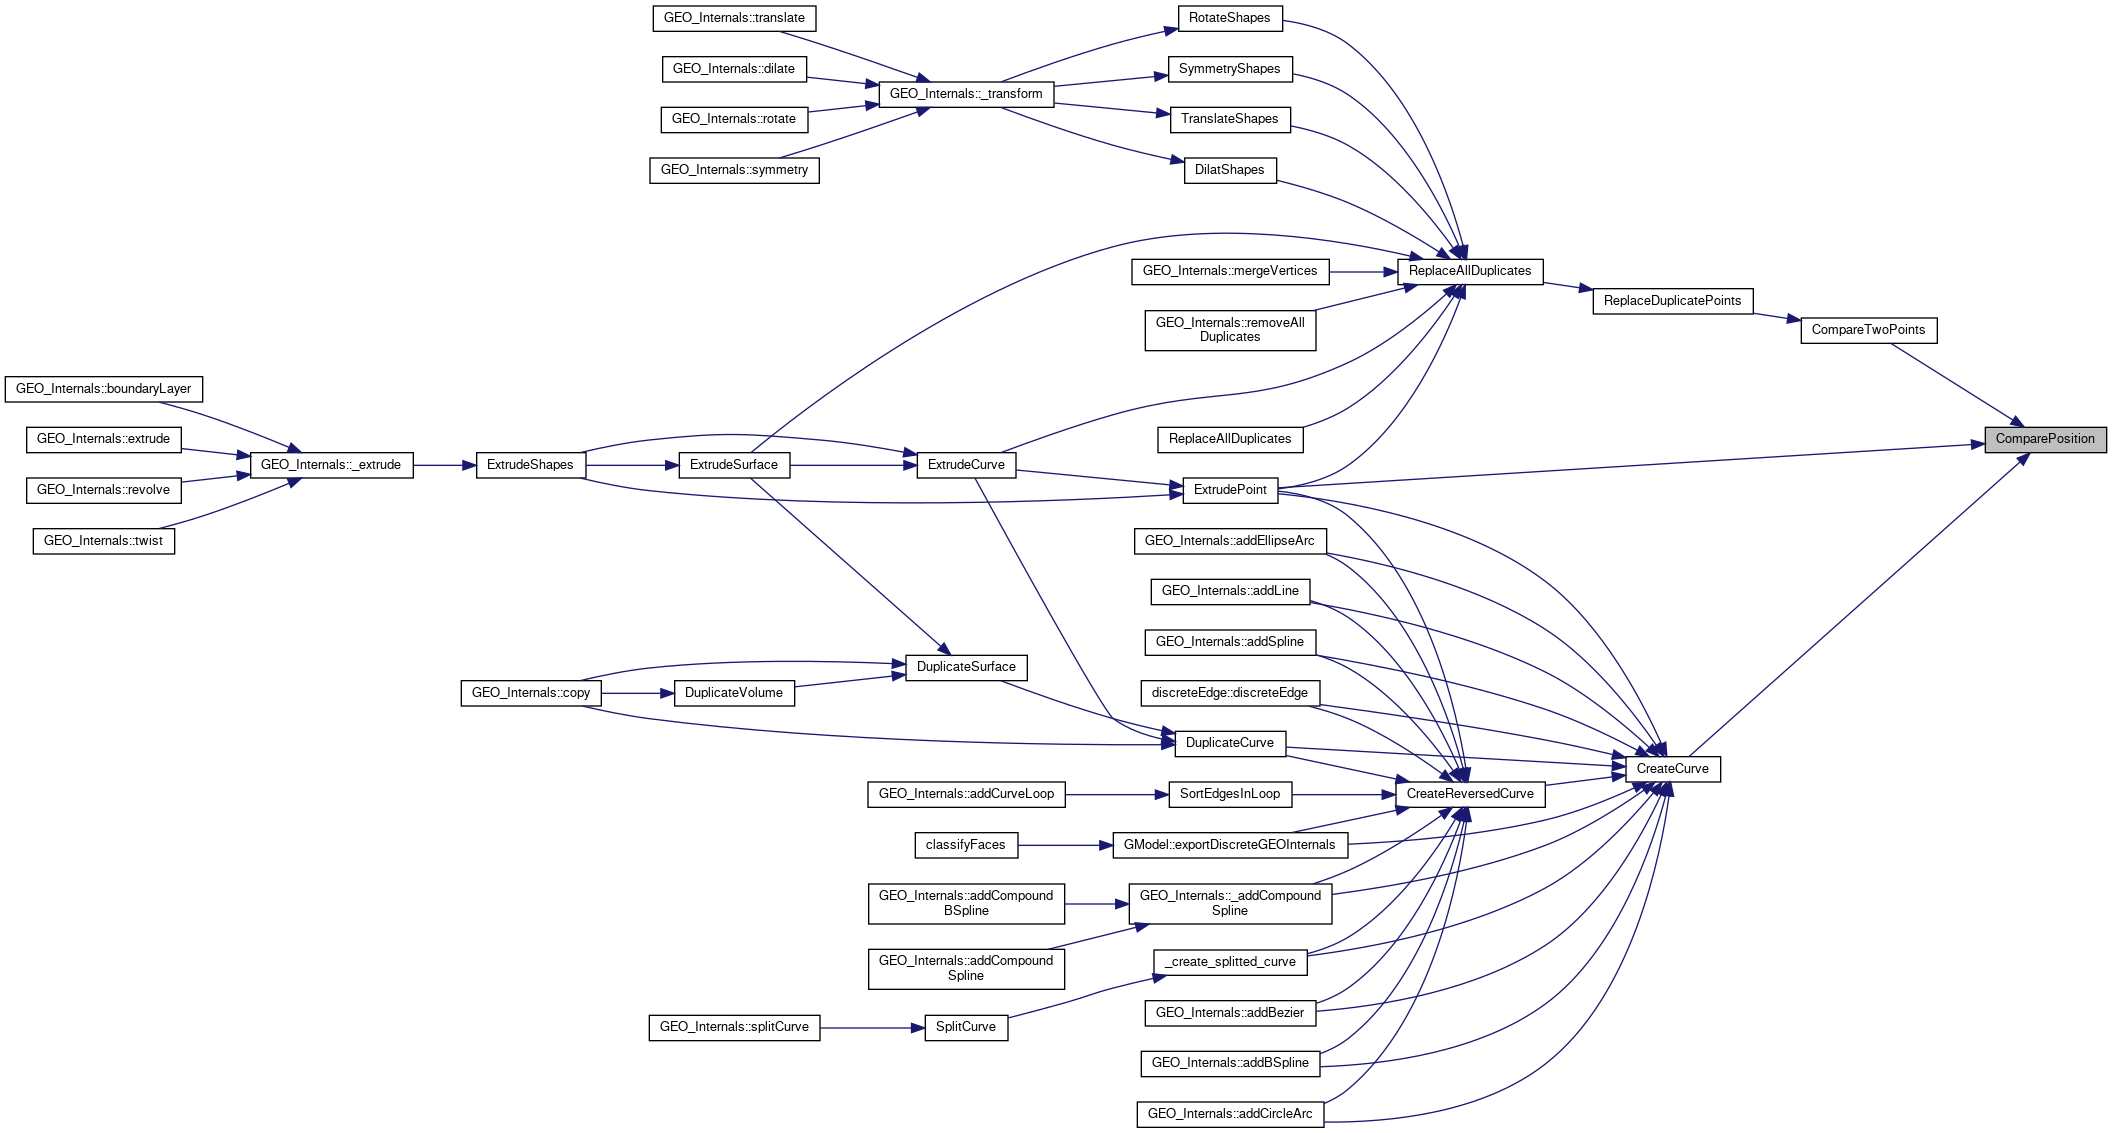 GEO_Internals::translate
RotateShapes
GEO_Internals::dilate
SymmetryShapes
GEO_Internals::_transform
GEO_Internals::rotate
TranslateShapes
GEO_Internals::symmetry
DilatShapes
GEO_Internals::mergeVertices
ReplaceAllDuplicates
ReplaceDuplicatePoints
GEO_Internals::removeAll
Duplicates
CompareTwoPoints
GEO_Internals::boundaryLayer
GEO_Internals::extrude
ReplaceAllDuplicates
ComparePosition
GEO_Internals::_extrude
ExtrudeShapes
ExtrudeSurface
ExtrudeCurve
GEO_Internals::revolve
ExtrudePoint
GEO_Internals::twist
GEO_Internals::addEllipseArc
GEO_Internals::addLine
GEO_Internals::addSpline
DuplicateSurface
GEO_Internals::copy
DuplicateVolume
discreteEdge::discreteEdge
DuplicateCurve
CreateCurve
GEO_Internals::addCurveLoop
SortEdgesInLoop
CreateReversedCurve
classifyFaces
GModel::exportDiscreteGEOInternals
GEO_Internals::addCompound
BSpline
GEO_Internals::_addCompound
Spline
GEO_Internals::addCompound
Spline
_create_splitted_curve
GEO_Internals::addBezier
GEO_Internals::splitCurve
SplitCurve
GEO_Internals::addBSpline
GEO_Internals::addCircleArc